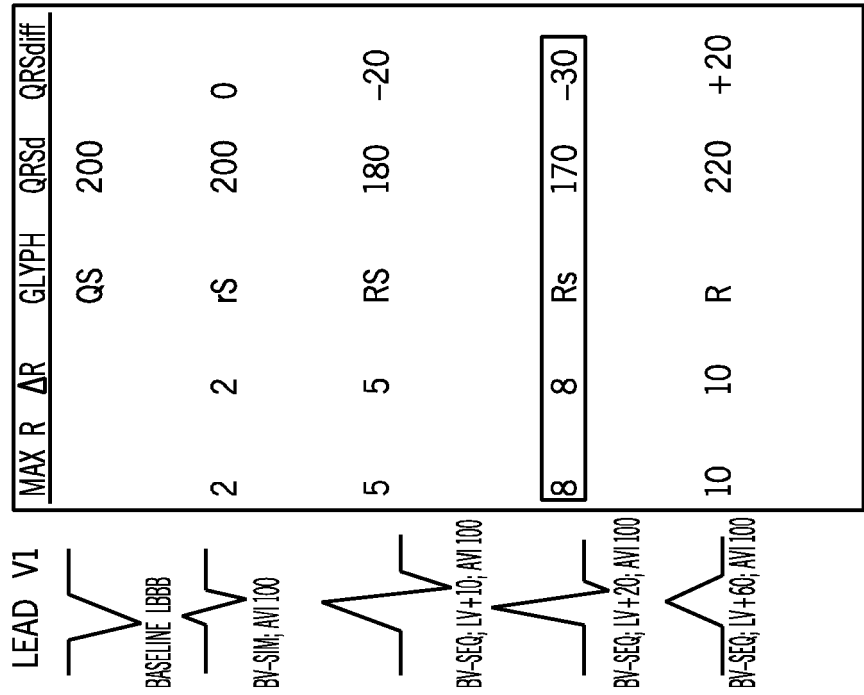 LEAD V1
MAX R ΔR GLYPH QRSd QRSdiff
QS 200
BASELINE LBBB
2 2 rS 200 0
BV-SIM; AVI 100
5 5 RS 180 -20
BV-SEQ; LV+10; AVI 100
8 8 Rs 170 -30
BV-SEQ; LV+20; AVI 100
10 10 R 220 +20
BV-SEQ; LV+60; AVI 100